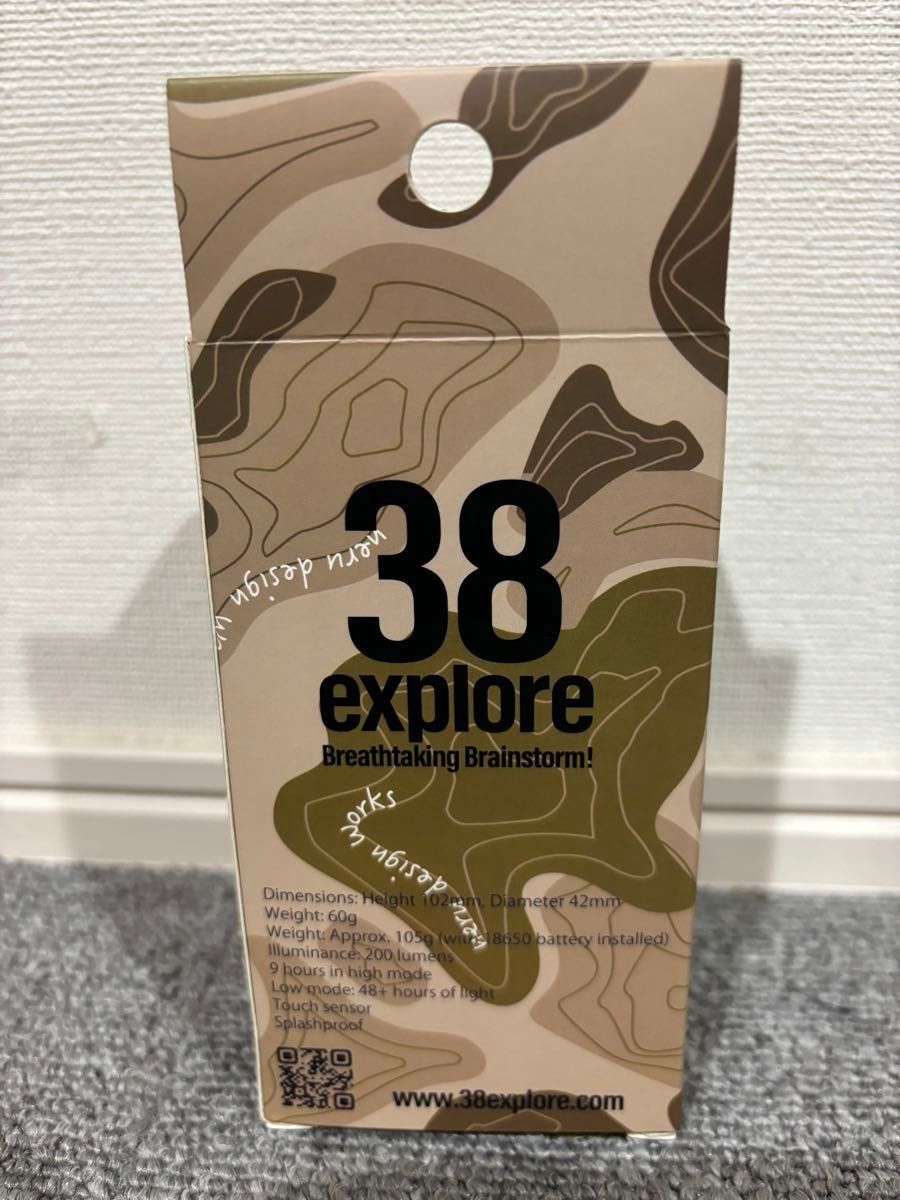 38
neru design w
explore
Breathtaking Brainstorm!
neru design works
Dimensions: Height 102mm, Diameter 42mm
Weight: 60g
Weight: Approx. 105g (with 18650 battery installed)
Illuminance: 200 lumens
9 hours in high mode
Low mode: 48+ hours of light
Touch sensor
Splashproof
www.38explore.com